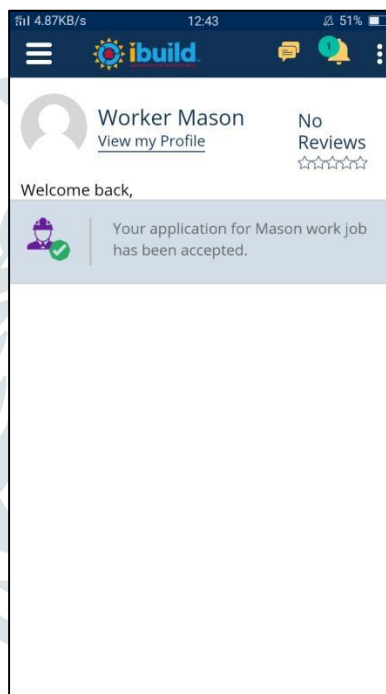 4.87KB/s 12:43 51%
ibuild
1
Worker Mason
View my Profile
No
Reviews
Welcome back,
Your application for Mason work job
has been accepted.